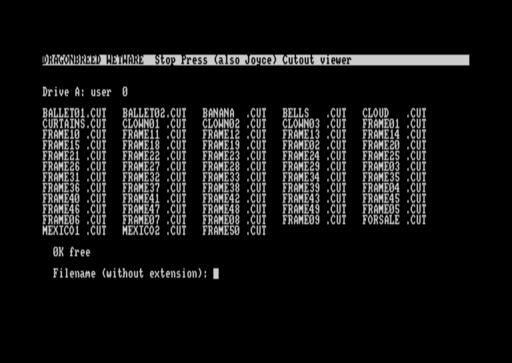 DRAGONBREED WETWARE  Stop Press (also Joyce) Cutout viewer
Drive A: user  0
BALLET01.CUT  BALLET02.CUT  BANANA  .CUT  BELLS   .CUT  CLOUD   .CUT
CURTAINS.CUT  CLOWN01 .CUT  CLOWN02 .CUT  CLOWN03 .CUT  FRAME01 .CUT
FRAME10 .CUT  FRAME11 .CUT  FRAME12 .CUT  FRAME13 .CUT  FRAME14 .CUT
FRAME15 .CUT  FRAME18 .CUT  FRAME19 .CUT  FRAME02 .CUT  FRAME20 .CUT
FRAME21 .CUT  FRAME22 .CUT  FRAME23 .CUT  FRAME24 .CUT  FRAME25 .CUT
FRAME26 .CUT  FRAME27 .CUT  FRAME28 .CUT  FRAME29 .CUT  FRAME03 .CUT
FRAME31 .CUT  FRAME32 .CUT  FRAME33 .CUT  FRAME34 .CUT  FRAME35 .CUT
FRAME36 .CUT  FRAME37 .CUT  FRAME38 .CUT  FRAME39 .CUT  FRAME04 .CUT
FRAME40 .CUT  FRAME41 .CUT  FRAME42 .CUT  FRAME43 .CUT  FRAME45 .CUT
FRAME46 .CUT  FRAME47 .CUT  FRAME48 .CUT  FRAME49 .CUT  FRAME05 .CUT
FRAME06 .CUT  FRAME07 .CUT  FRAME08 .CUT  FRAME09 .CUT  FORSALE .CUT
MEXICO1 .CUT  MEXICO2 .CUT  FRAME50 .CUT
0K free
Filename (without extension):